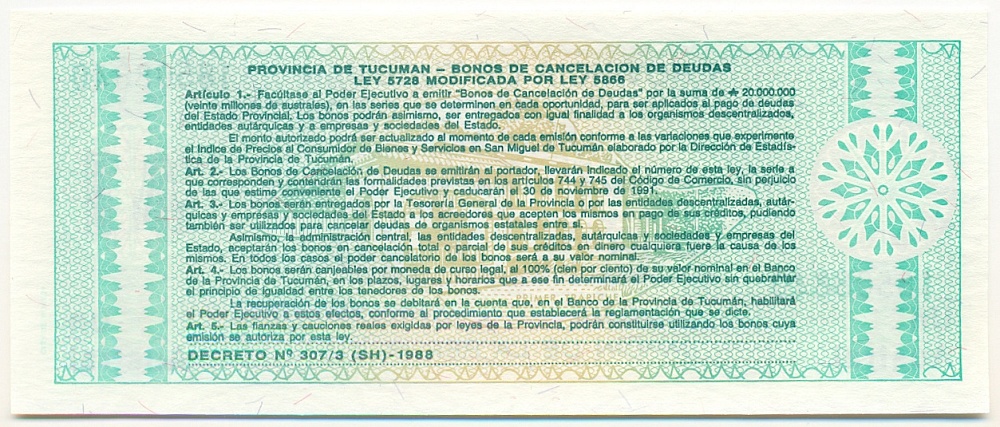 PROVINCIA DE TUCUMAN – BONOS DE CANCELACION DE DEUDAS
LEY 5728 MODIFICADA POR LEY 5866
Artículo 1.- Facúltase al Poder Ejecutivo a emitir "Bonos de Cancelación de Deudas" por la suma de ₳ 20.000.000
(veinte millones de australes), en las series que se determinen en cada oportunidad, para ser aplicados al pago de deudas
del Estado Provincial. Los bonos podrán asimismo, ser entregados con igual finalidad a los organismos descentralizados,
entidades autárquicas y a empresas y sociedades del Estado.
El monto autorizado podrá ser actualizado al momento de cada emisión conforme a las variaciones que experimente
el Indice de Precios al Consumidor de Bienes y Servicios en San Miguel de Tucumán elaborado por la Dirección de Estadís-
tica de la Provincia de Tucumán.
Art. 2.- Los Bonos de Cancelación de Deudas se emitirán al portador, llevarán indicado el número de esta ley, la serie a
que corresponden y contendrán las formalidades previstas en los artículos 744 y 745 del Código de Comercio, sin perjuicio
de las que estime conveniente el Poder Ejecutivo y caducarán el 30 de noviembre de 1991.
Art. 3.- Los bonos serán entregados por la Tesorería General de la Provincia o por las entidades descentralizadas, autár-
quicas y empresas y sociedades del Estado a los acreedores que acepten los mismos en pago de sus créditos, pudiendo
también ser utilizados para cancelar deudas de organismos estatales entre sí.
Asimismo, la administración central, las entidades descentralizadas, autárquicas y sociedades y empresas del
Estado, aceptarán los bonos en cancelación total o parcial de sus créditos en dinero cualquiera fuere la causa de los
mismos. En todos los casos el poder cancelatorio de los bonos será a su valor nominal.
Art. 4.- Los bonos serán canjeables por moneda de curso legal, al 100% (cien por ciento) de su valor nominal en el Banco
de la Provincia de Tucumán, en los plazos, lugares y horarios que a ese fin determinará el Poder Ejecutivo sin quebrantar
el principio de igualdad entre los tenedores de los bonos.
La recuperación de los bonos se debitará en la cuenta que, en el Banco de la Provincia de Tucumán, habilitará
el Poder Ejecutivo a estos efectos, conforme al procedimiento que establecerá la reglamentación que se dicte.
Art. 5.- Las fianzas y cauciones reales exigidas por leyes de la Provincia, podrán constituirse utilizando los bonos cuya
emisión se autoriza por esta ley.
DECRETO Nº 307/3 (SH)-1988